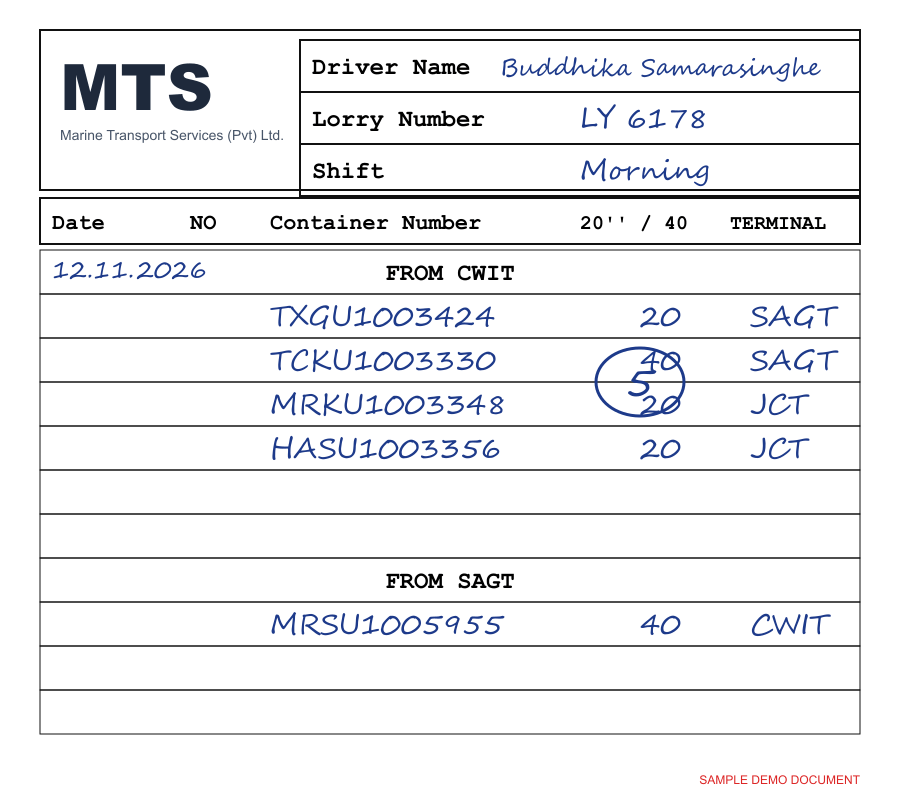 MTS
Marine Transport Services (Pvt) Ltd.
Driver Name Buddhika Samarasinghe
Lorry Number LY 6178
Shift Morning
Date NO Container Number 20'' / 40 TERMINAL
12.11.2026 FROM CWIT
TXGU1003424 20 SAGT
TCKU1003330 40 SAGT
5
MRKU1003348 20 JCT
HASU1003356 20 JCT
FROM SAGT
MRSU1005955 40 CWIT
SAMPLE DEMO DOCUMENT